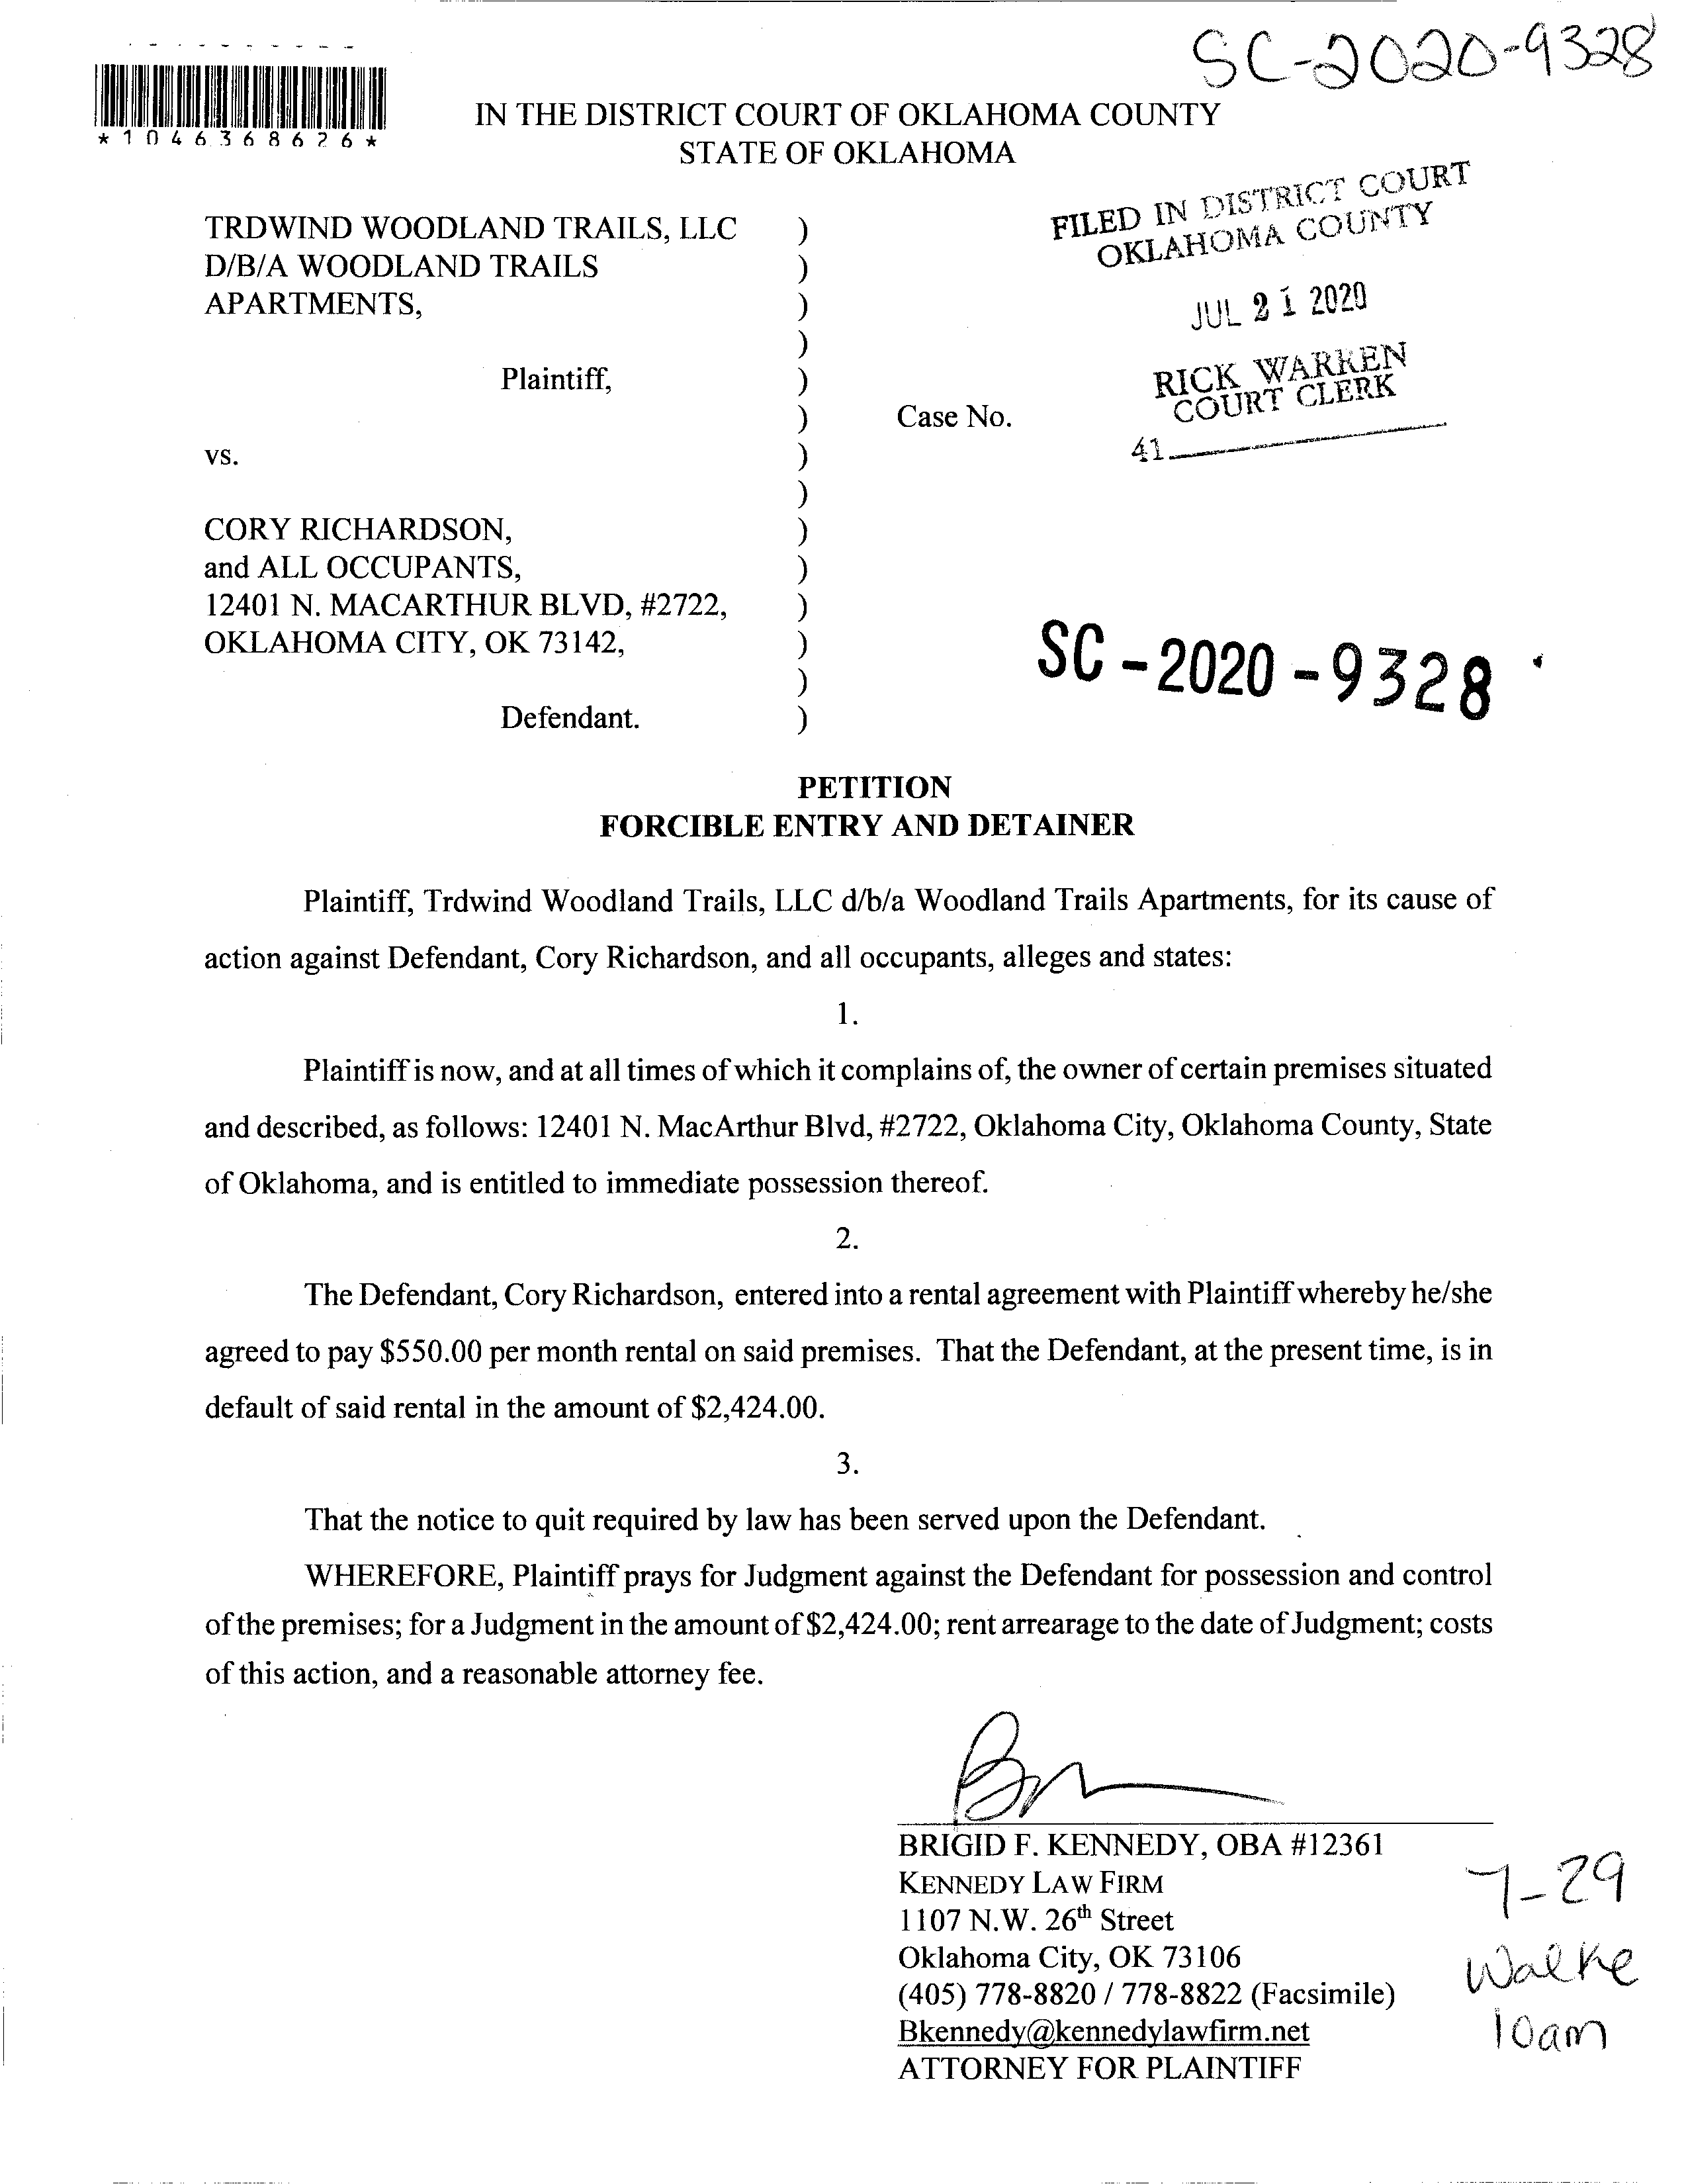 SC-2020-9328
*1046368626*
IN THE DISTRICT COURT OF OKLAHOMA COUNTY
STATE OF OKLAHOMA
FILED IN DISTRICT COURT
OKLAHOMA COUNTY
JUL 21 2020
RICK WARREN
COURT CLERK
41
TRDWIND WOODLAND TRAILS, LLC )
D/B/A WOODLAND TRAILS )
APARTMENTS, )
)
Plaintiff, )
) Case No.
vs. )
)
CORY RICHARDSON, )
and ALL OCCUPANTS, )
12401 N. MACARTHUR BLVD, #2722, )
OKLAHOMA CITY, OK 73142, )
)
Defendant. )
SC-2020-9328
PETITION
FORCIBLE ENTRY AND DETAINER
Plaintiff, Trdwind Woodland Trails, LLC d/b/a Woodland Trails Apartments, for its cause of
action against Defendant, Cory Richardson, and all occupants, alleges and states:
1.
Plaintiff is now, and at all times of which it complains of, the owner of certain premises situated
and described, as follows: 12401 N. MacArthur Blvd, #2722, Oklahoma City, Oklahoma County, State
of Oklahoma, and is entitled to immediate possession thereof.
2.
The Defendant, Cory Richardson, entered into a rental agreement with Plaintiff whereby he/she
agreed to pay $550.00 per month rental on said premises. That the Defendant, at the present time, is in
default of said rental in the amount of $2,424.00.
3.
That the notice to quit required by law has been served upon the Defendant.
WHEREFORE, Plaintiff prays for Judgment against the Defendant for possession and control
of the premises; for a Judgment in the amount of $2,424.00; rent arrearage to the date of Judgment; costs
of this action, and a reasonable attorney fee.
BRIGID F. KENNEDY, OBA #12361
KENNEDY LAW FIRM
1107 N.W. 26th Street
Oklahoma City, OK 73106
(405) 778-8820 / 778-8822 (Facsimile)
Bkennedy@kennedylawfirm.net
ATTORNEY FOR PLAINTIFF
7-29
Walke
10am